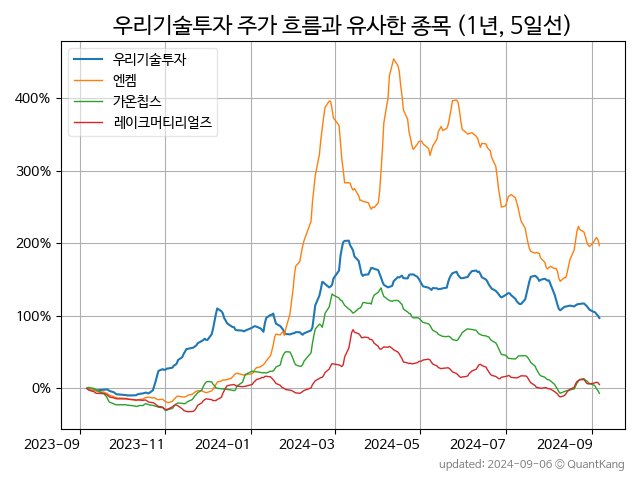 우리기술투자 주가 흐름과 유사한 종목 (1년, 5일선)
우리기술투자
엔켐
가온칩스
레이크머티리얼즈
400%
300%
200%
100%
0%
2023-09
2023-11
2024-01
2024-03
2024-05
2024-07
2024-09
updated: 2024-09-06 © QuantKang